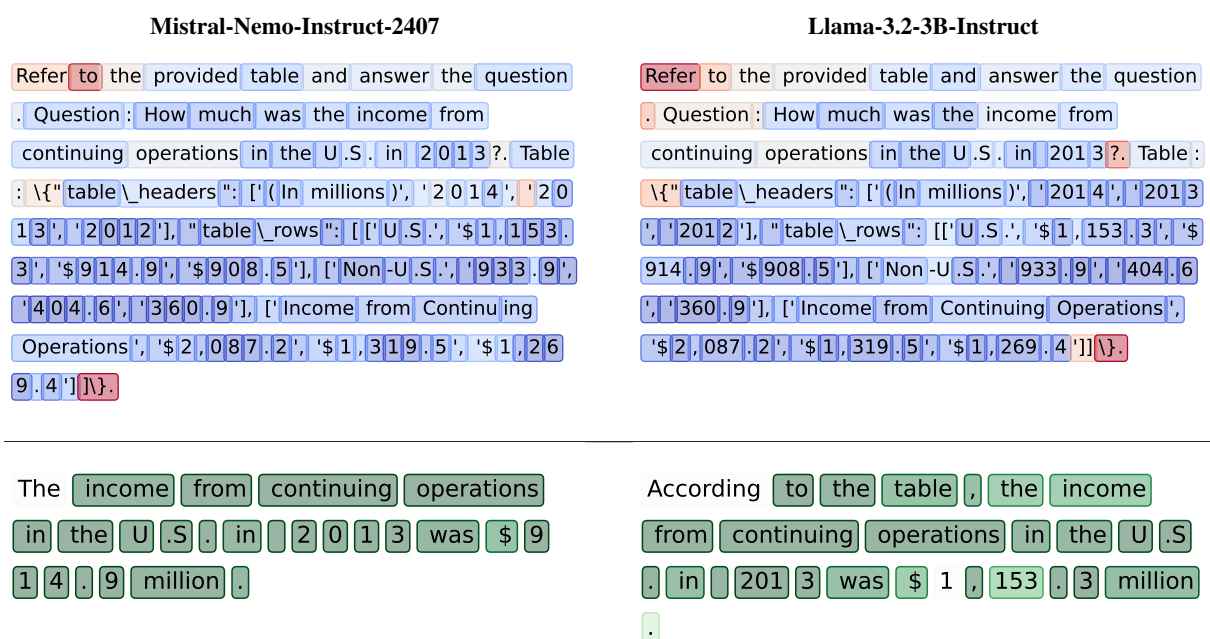 Mistral-Nemo-Instruct-2407
Refer to the provided table and answer the question
. Question: How much was the income from
continuing operations in the U.S. in 2013?. Table
: \{"table\_headers": ['(In millions)', '2014', '20
13', '2012'], "table\_rows": [['U.S.', '$1,153.
3', '$914.9', '$908.5'], ['Non-U.S.', '933.9',
'404.6', '360.9'], ['Income from Continuing
Operations', '$2,087.2', '$1,319.5', '$1,26
9.4']]\}.
The income from continuing operations
in the U.S. in 2013 was $9
14.9 million.
Llama-3.2-3B-Instruct
Refer to the provided table and answer the question
. Question: How much was the income from
continuing operations in the U.S. in 2013?. Table:
\{"table\_headers": ['(In millions)', '2014', '2013
', '2012'], "table\_rows": [['U.S.', '$1,153.3', '$
914.9', '$908.5'], ['Non-U.S.', '933.9', '404.6
', '360.9'], ['Income from Continuing Operations',
'$2,087.2', '$1,319.5', '$1,269.4']]\}.
According to the table, the income
from continuing operations in the U.S
. in 2013 was $1,153.3 million
.